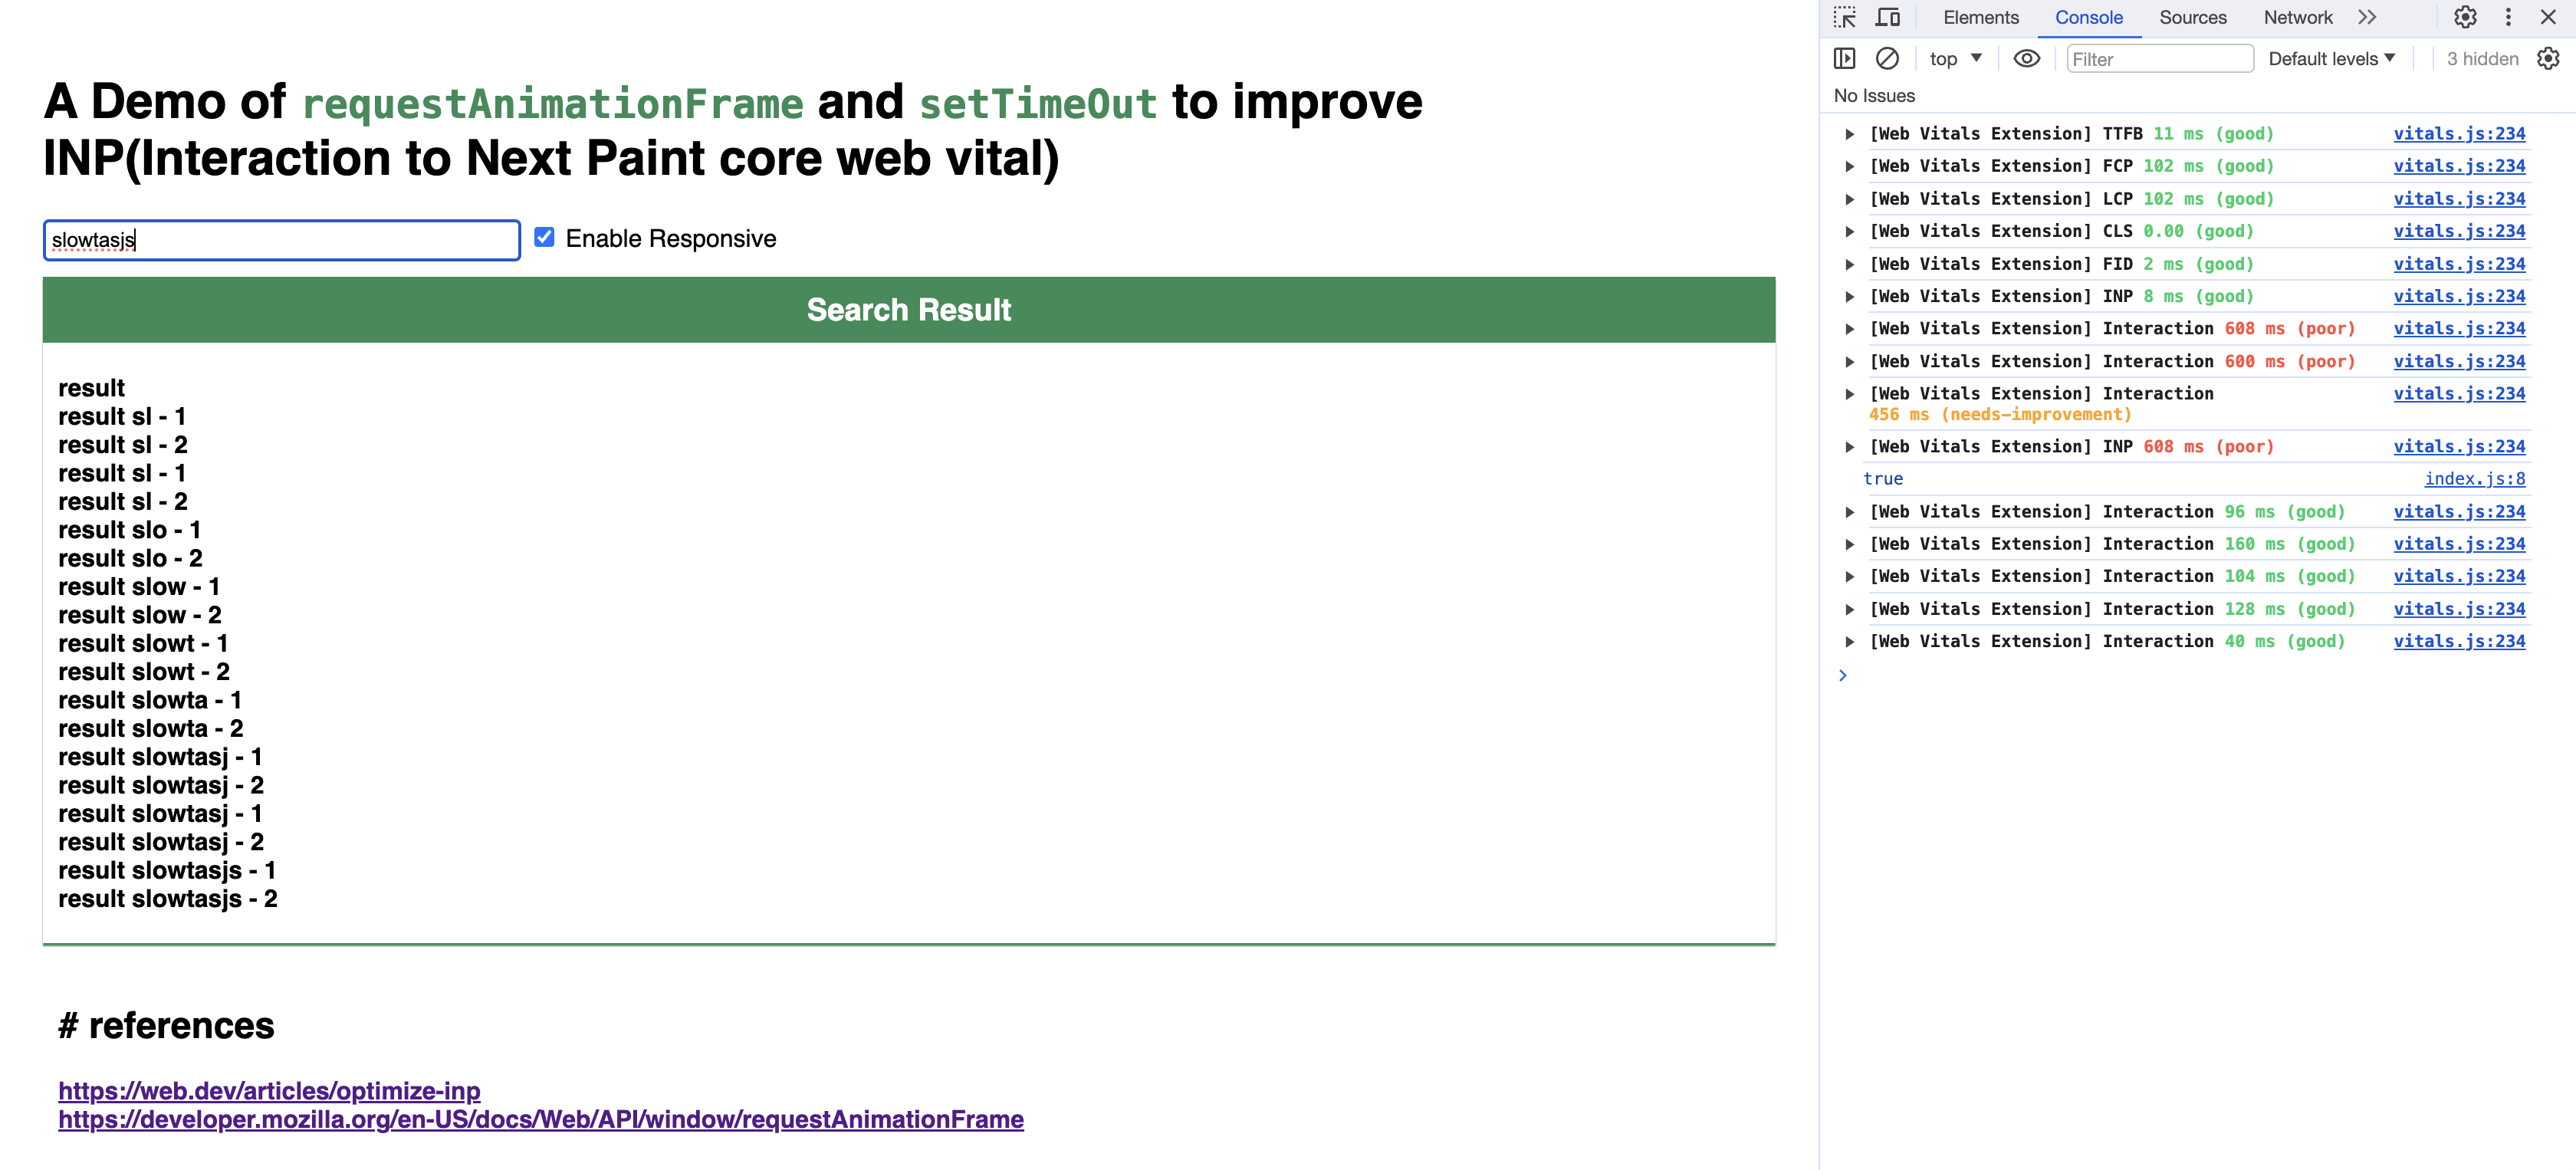 A Demo of requestAnimationFrame and setTimeOut to improve
INP(Interaction to Next Paint core web vital)
slowtasjs
Enable Responsive
Search Result
result
result sl - 1
result sl - 2
result sl - 1
result sl - 2
result slo - 1
result slo - 2
result slow - 1
result slow - 2
result slowt - 1
result slowt - 2
result slowta - 1
result slowta - 2
result slowtasj - 1
result slowtasj - 2
result slowtasj - 1
result slowtasj - 2
result slowtasjs - 1
result slowtasjs - 2
# references
https://web.dev/articles/optimize-inp
https://developer.mozilla.org/en-US/docs/Web/API/window/requestAnimationFrame
Elements Console Sources Network
top Filter Default levels 3 hidden
No Issues
[Web Vitals Extension] TTFB 11 ms (good) vitals.js:234
[Web Vitals Extension] FCP 102 ms (good) vitals.js:234
[Web Vitals Extension] LCP 102 ms (good) vitals.js:234
[Web Vitals Extension] CLS 0.00 (good) vitals.js:234
[Web Vitals Extension] FID 2 ms (good) vitals.js:234
[Web Vitals Extension] INP 8 ms (good) vitals.js:234
[Web Vitals Extension] Interaction 608 ms (poor) vitals.js:234
[Web Vitals Extension] Interaction 600 ms (poor) vitals.js:234
[Web Vitals Extension] Interaction vitals.js:234
456 ms (needs-improvement)
[Web Vitals Extension] INP 608 ms (poor) vitals.js:234
true index.js:8
[Web Vitals Extension] Interaction 96 ms (good) vitals.js:234
[Web Vitals Extension] Interaction 160 ms (good) vitals.js:234
[Web Vitals Extension] Interaction 104 ms (good) vitals.js:234
[Web Vitals Extension] Interaction 128 ms (good) vitals.js:234
[Web Vitals Extension] Interaction 40 ms (good) vitals.js:234